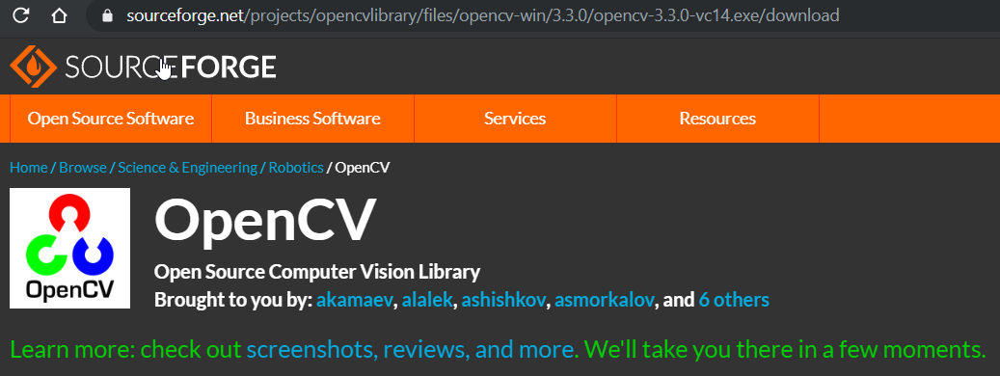 sourceforge.net/projects/opencvlibrary/files/opencv-win/3.3.0/opencv-3.3.0-vc14.exe/download
SOURCEFORGE
Open Source Software Business Software Services Resources
Home / Browse / Science & Engineering / Robotics / OpenCV
OpenCV
OpenCV
Open Source Computer Vision Library
Brought to you by: akamaev, alalek, ashishkov, asmorkalov, and 6 others
Learn more: check out screenshots, reviews, and more. We'll take you there in a few moments.